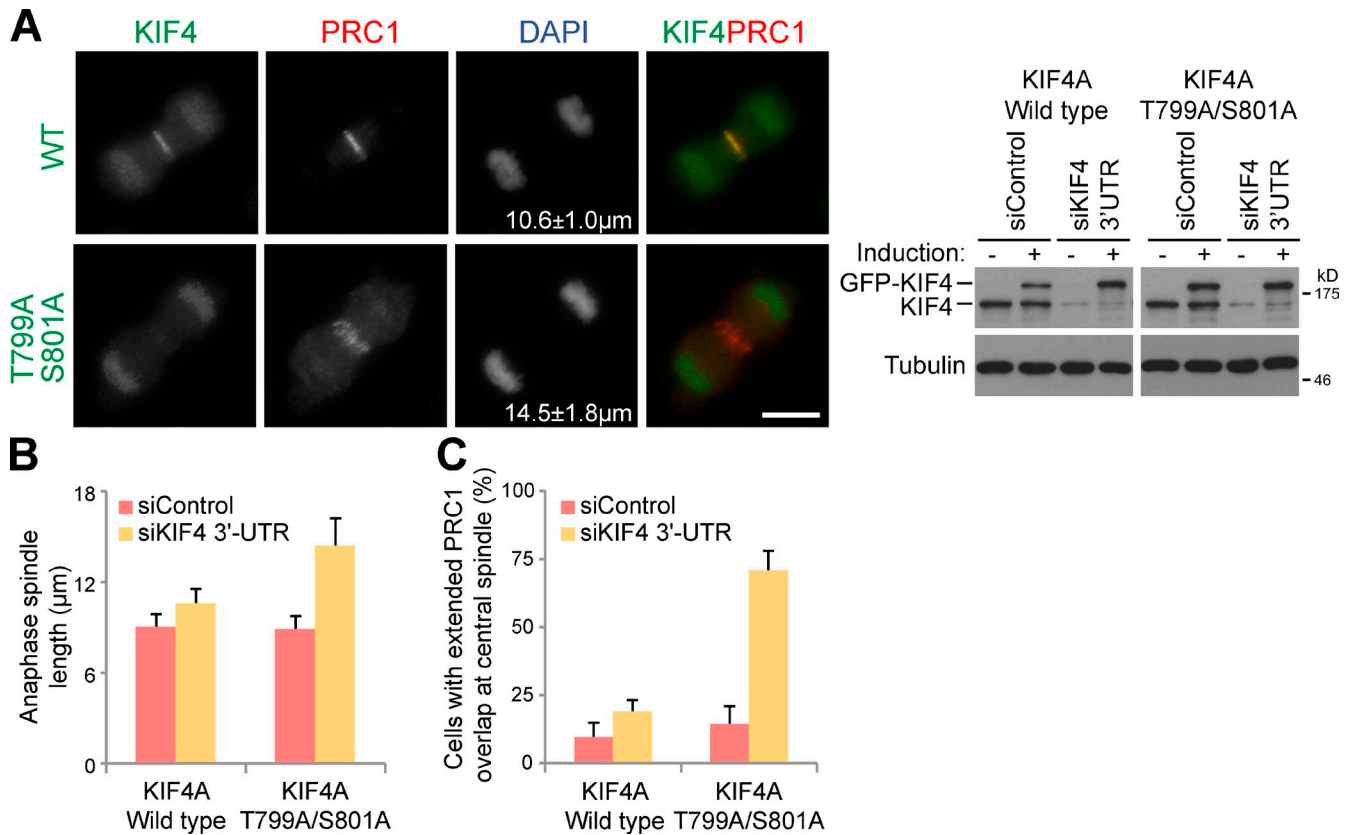 A
KIF4 PRC1 DAPI KIF4PRC1
WT
10.6±1.0µm
T799A
S801A
14.5±1.8µm
KIF4A
Wild type
KIF4A
T799A/S801A
siControl
siKIF4
3'UTR
siControl
siKIF4
3'UTR
Induction: - + - + - + - +
GFP-KIF4
KIF4
kD
175
Tubulin
46
B
Anaphase spindle
length (µm)
18
12
6
0
siControl
siKIF4 3'-UTR
KIF4A
Wild type
KIF4A
T799A/S801A
C
Cells with extended PRC1
overlap at central spindle (%)
100
75
50
25
0
siControl
siKIF4 3'-UTR
KIF4A
Wild type
KIF4A
T799A/S801A